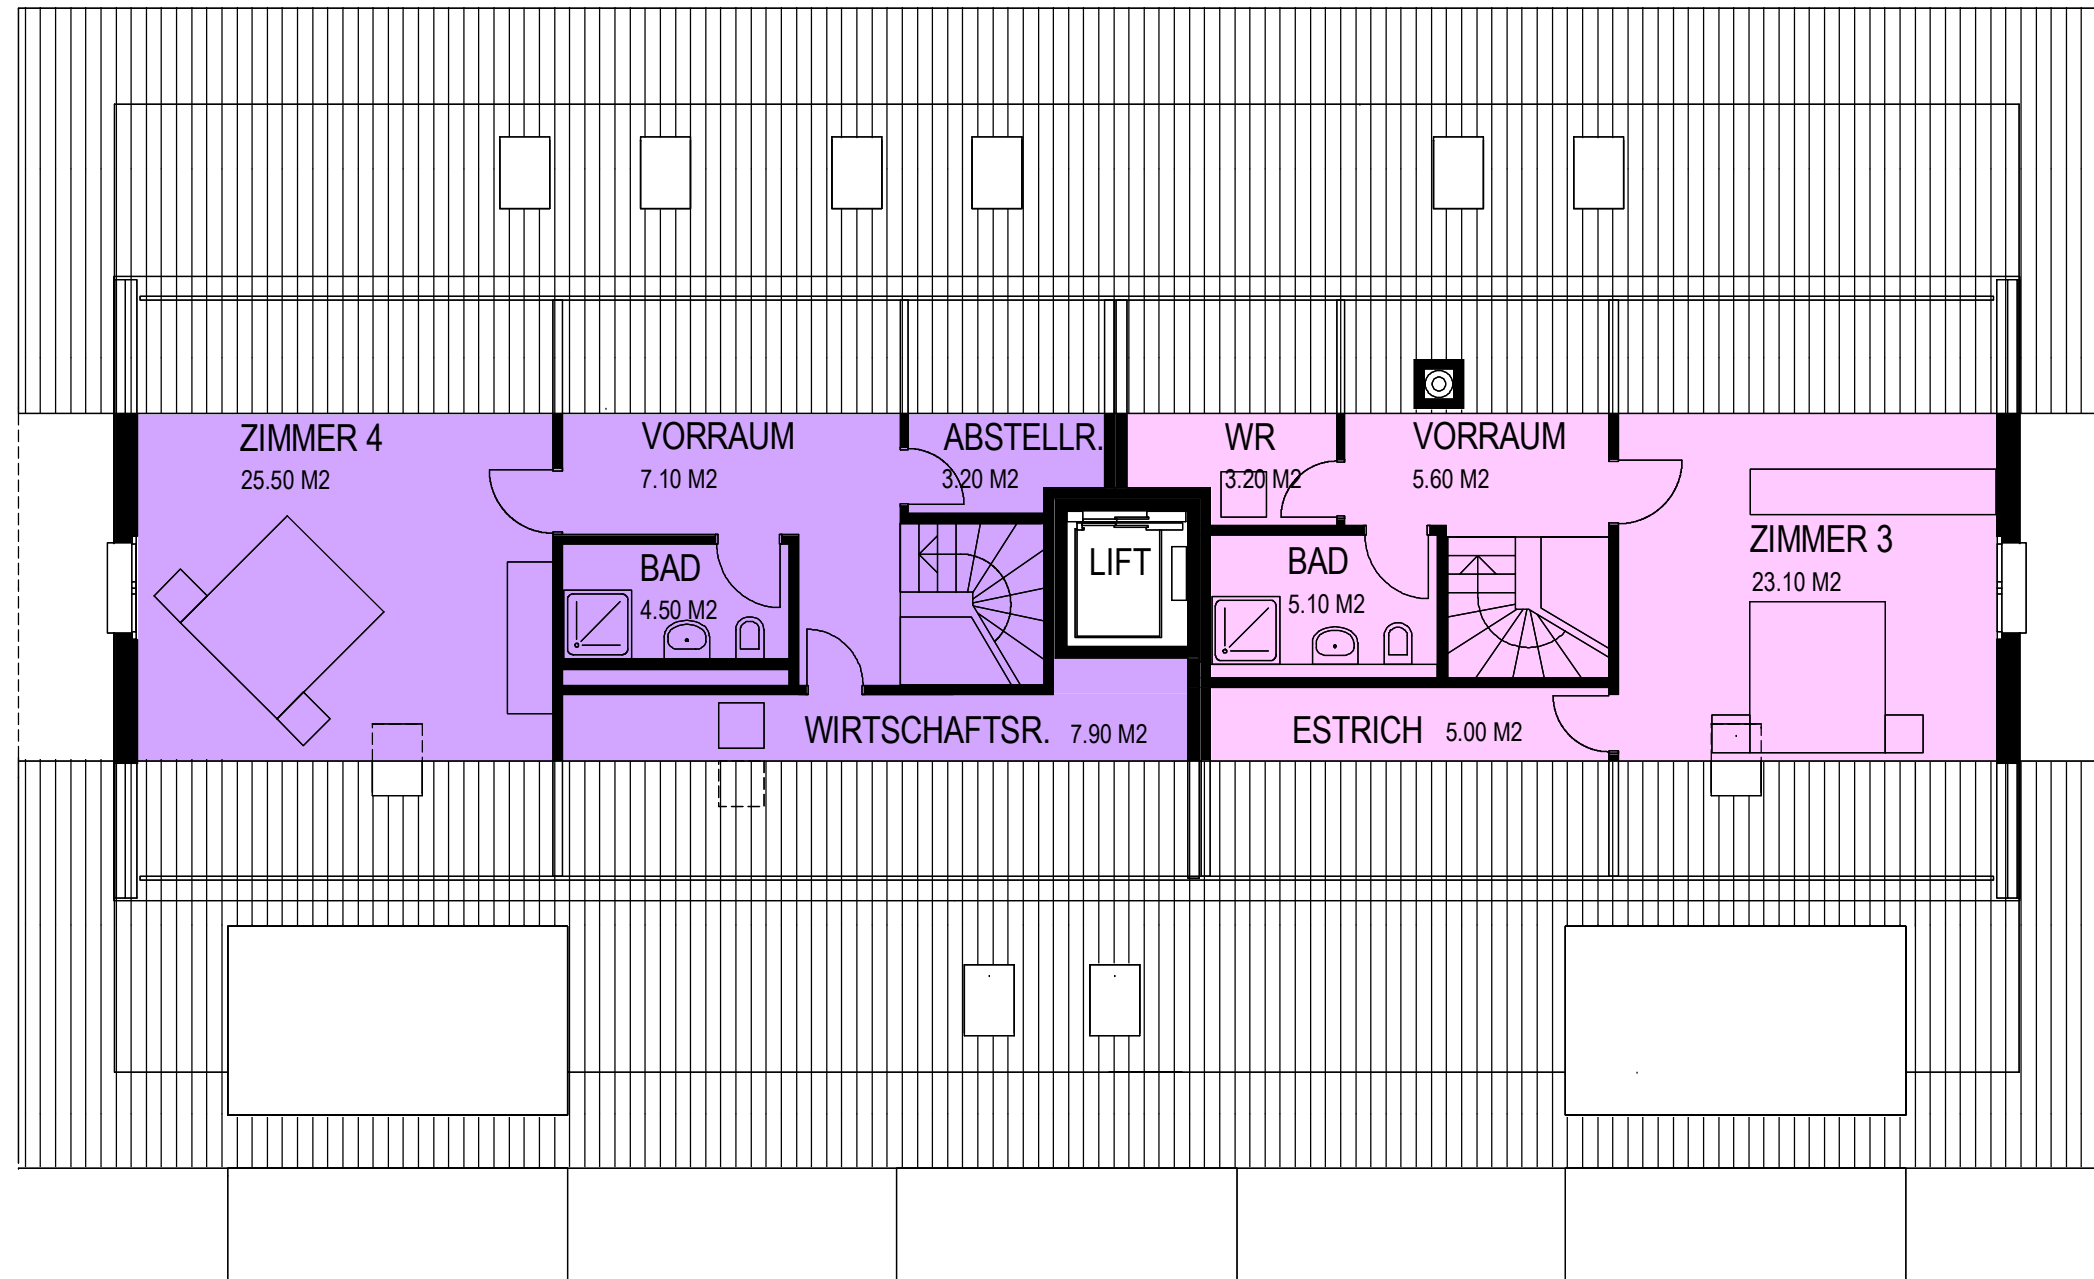 ZIMMER 4
25.50 M2
VORRAUM
7.10 M2
ABSTELLR.
3.20 M2
WR
3.20 M2
VORRAUM
5.60 M2
ZIMMER 3
23.10 M2
BAD
4.50 M2
LIFT
BAD
5.10 M2
WIRTSCHAFTSR. 7.90 M2
ESTRICH 5.00 M2